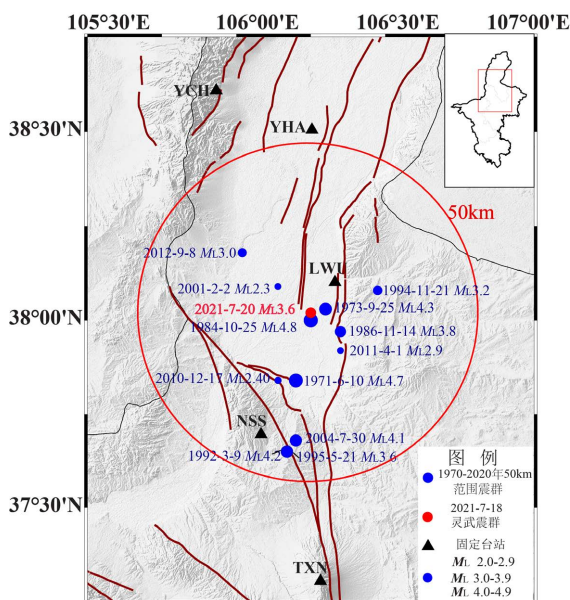 105°3'E 106°0'E 106°5'E 107°0'E
YCH
YHA
38°30'N
50km
2012-9-8 ML3.0
LWU
2001-2-2 ML2.3
1994-11-21 ML3.2
2021-7-20 ML3.6
1973-9-25 ML4.3
38°00'N
1984-10-25 ML4.8
1986-11-14 ML3.8
2011-4-1 ML2.9
2010-12-17 ML2.40
1971-6-10 ML4.7
NSS
2004-7-30 ML4.1
1992-3-9 ML4.2
1995-5-21 ML3.6
37°30'N
TXN
图 例
1970-2020年50km
范围震群
2021-7-18
灵武震群
固定台站
ML 2.0-2.9
ML 3.0-3.9
ML 4.0-4.9